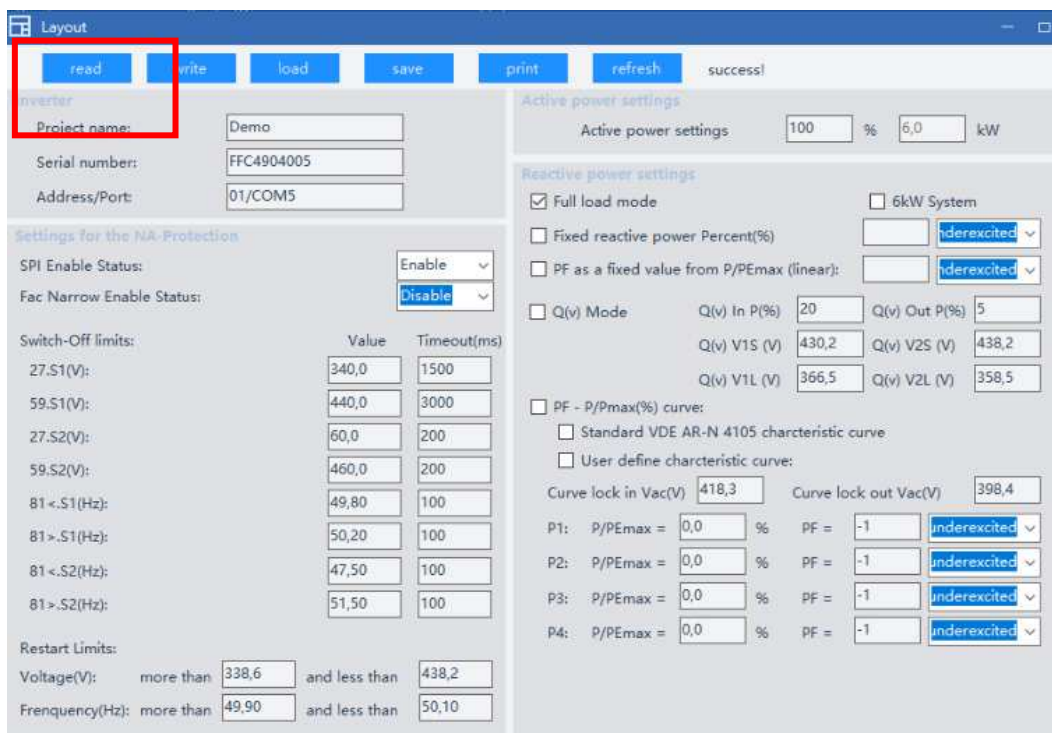 Layout
read write load save print refresh success!
Inverter
Project name: Demo
Serial number: FFC4904005
Address/Port: 01/COM5
Settings for the NA-Protection
SPI Enable Status: Enable
Fac Narrow Enable Status: Disable
Switch-Off limits: Value Timeout(ms)
27.S1(V): 340,0 1500
59.S1(V): 440,0 3000
27.S2(V): 60,0 200
59.S2(V): 460,0 200
81<.S1(Hz): 49,80 100
81>.S1(Hz): 50,20 100
81<.S2(Hz): 47,50 100
81>.S2(Hz): 51,50 100
Restart Limits:
Voltage(V): more than 338,6 and less than 438,2
Frenquency(Hz): more than 49,90 and less than 50,10
Active power settings
Active power settings 100 % 6,0 kW
Reactive power settings
Full load mode 6kW System
Fixed reactive power Percent(%) nderexcited
PF as a fixed value from P/PEmax (linear): nderexcited
Q(v) Mode Q(v) In P(%) 20 Q(v) Out P(%) 5
Q(v) V1S (V) 430,2 Q(v) V2S (V) 438,2
Q(v) V1L (V) 366,5 Q(v) V2L (V) 358,5
PF - P/Pmax(%) curve:
Standard VDE AR-N 4105 charcteristic curve
User define charcteristic curve:
Curve lock in Vac(V) 418,3 Curve lock out Vac(V) 398,4
P1: P/PEmax = 0,0 % PF = -1 underexcited
P2: P/PEmax = 0,0 % PF = -1 underexcited
P3: P/PEmax = 0,0 % PF = -1 underexcited
P4: P/PEmax = 0,0 % PF = -1 underexcited